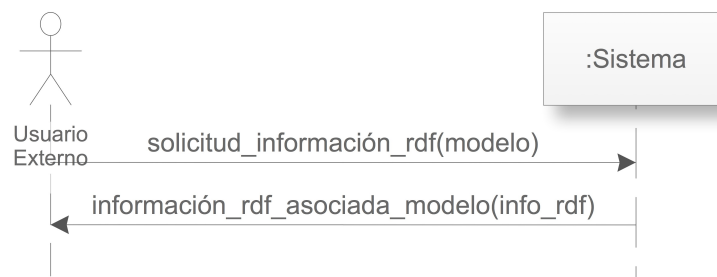 :Sistema
Usuario
Externo
solicitud_información_rdf(modelo)
información_rdf_asociada_modelo(info_rdf)